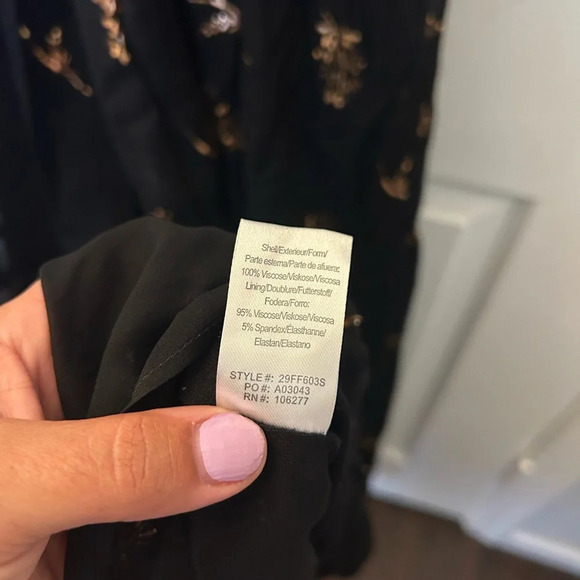 Shell/Exterieur/Form/
Parte esterna/Parte de afuera:
100% Viscose/Viskose/Viscosa
Lining/Doublure/Futterstoff/
Fodera/Forro:
95% Viscose/Viskose/Viscosa
5% Spandex/Élasthanne/
Elastan/Elastano
STYLE #: 29FF603S
PO #: A03043
RN #: 106277